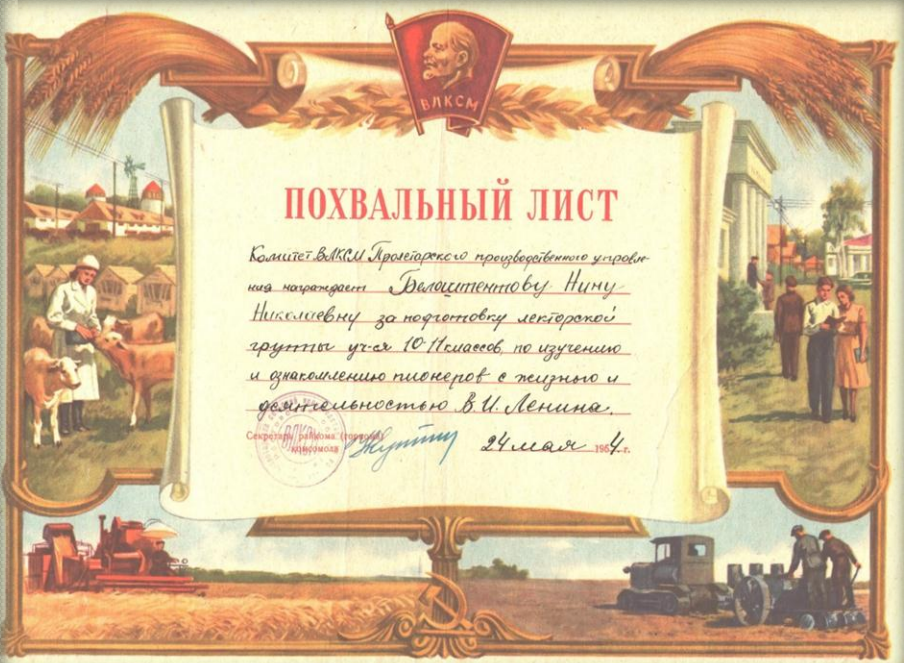 ВЛКСМ
ПОХВАЛЬНЫЙ ЛИСТ
Комитет ВЛКСМ Пролетарского производственного управле-
ния награждает Белоштентову Нину
Николаевну за подготовку лекторской
группы уч-ся 10-11 классов, по изучению
и ознакомлению пионеров с жизнью и
деятельностью В.И. Ленина.
Секретарь райкома (горкома)
комсомола
24 мая 1964 г.